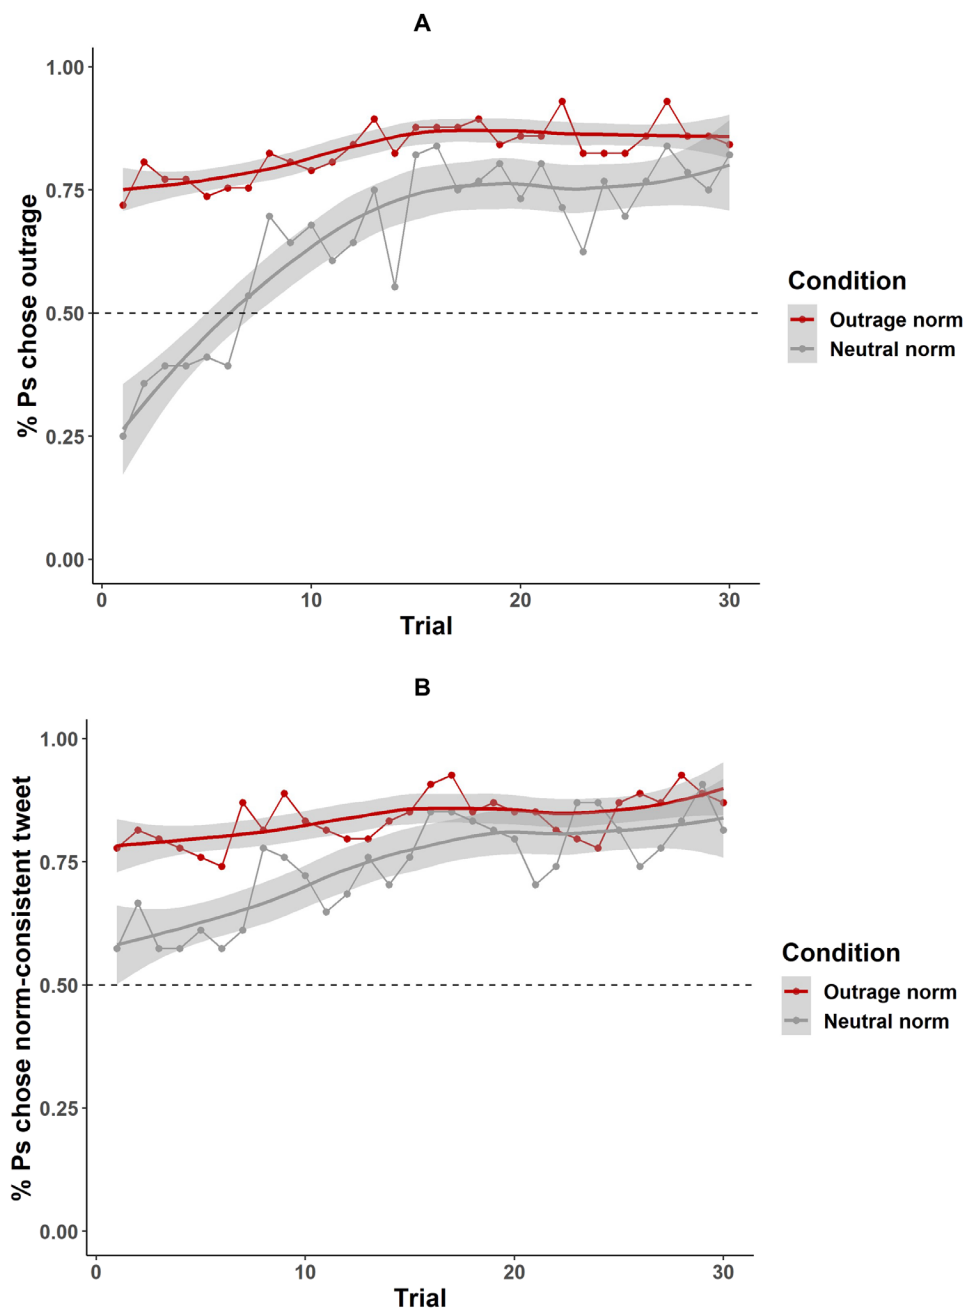 A
% Ps chose outrage
1.00
0.75
0.50
0.25
0.00
0
10
20
30
Trial
Condition
Outrage norm
Neutral norm
B
% Ps chose norm-consistent tweet
1.00
0.75
0.50
0.25
0.00
0
10
20
30
Trial
Condition
Outrage norm
Neutral norm